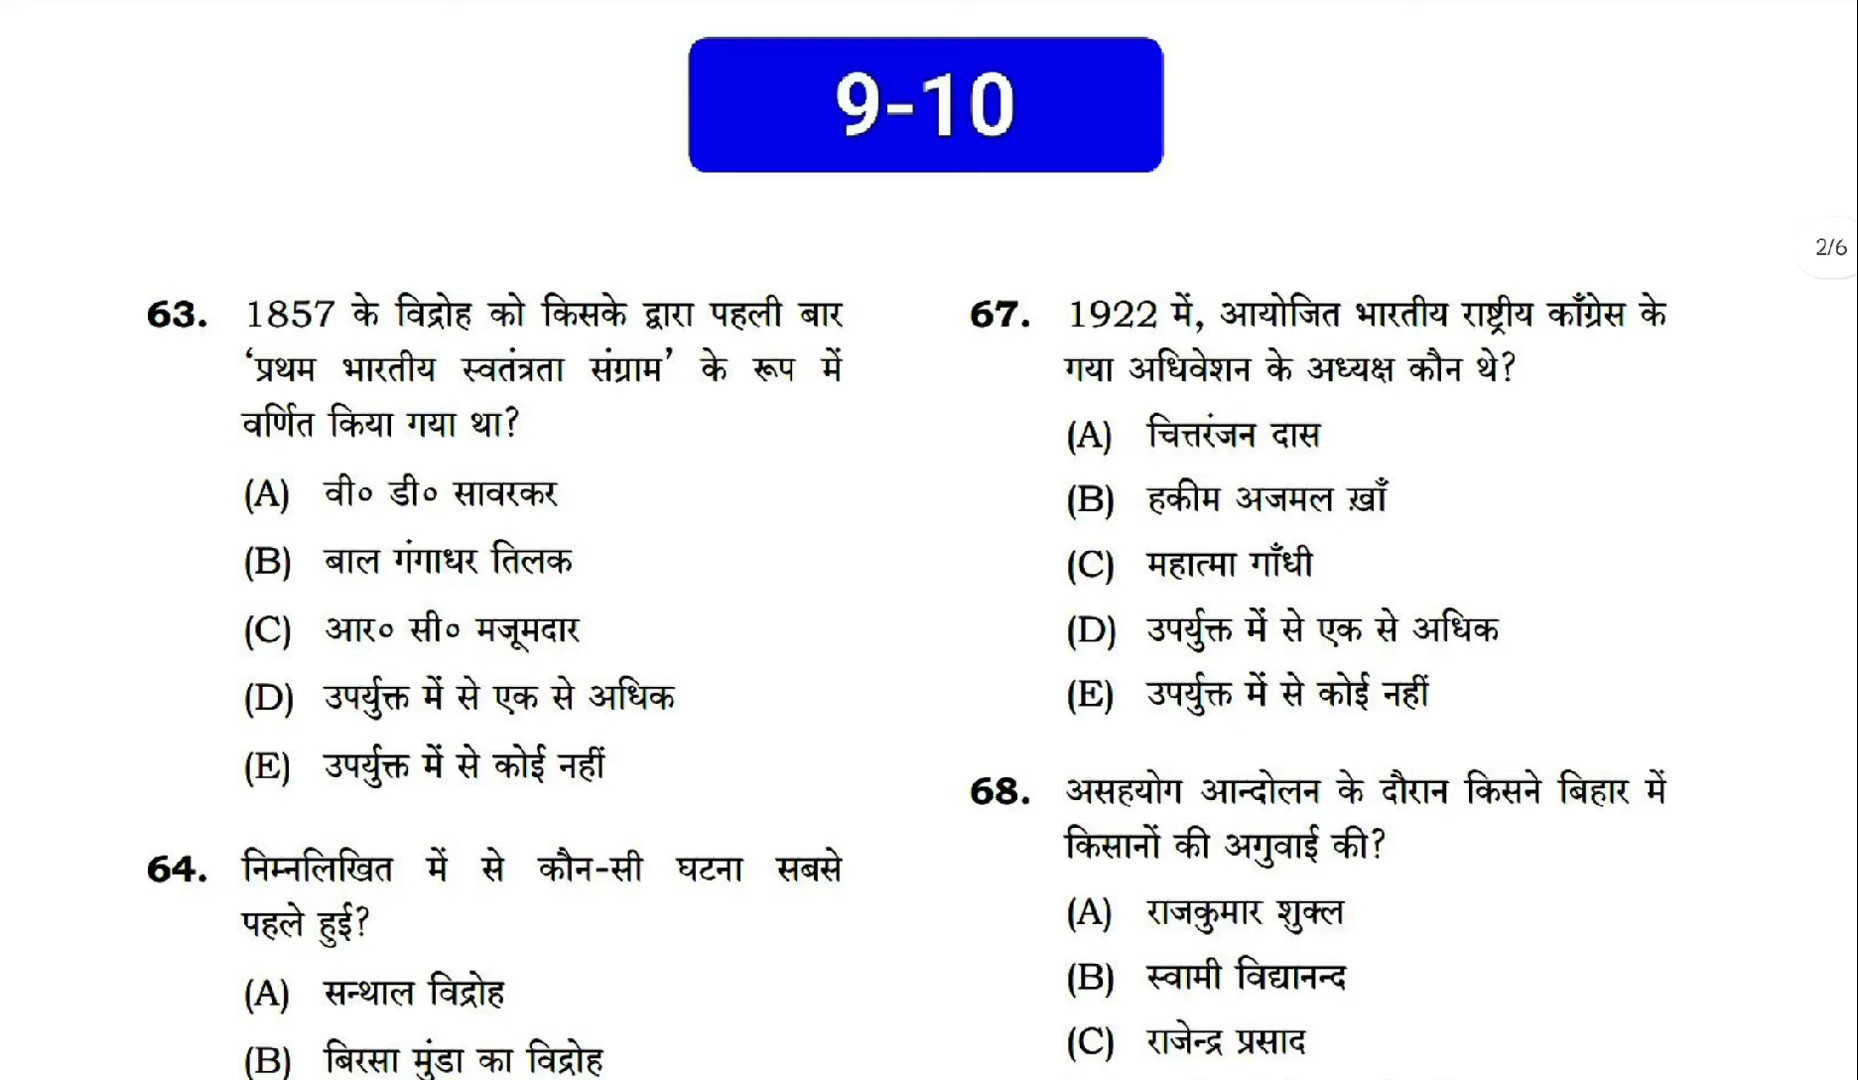 9-10
2/6
63. 1857 के विद्रोह को किसके द्वारा पहली बार
‘प्रथम भारतीय स्वतंत्रता संग्राम’ के रूप में
वर्णित किया गया था?
(A) वी० डी० सावरकर
(B) बाल गंगाधर तिलक
(C) आर० सी० मजूमदार
(D) उपर्युक्त में से एक से अधिक
(E) उपर्युक्त में से कोई नहीं
64. निम्नलिखित में से कौन-सी घटना सबसे
पहले हुई?
(A) सन्थाल विद्रोह
(B) बिरसा मुंडा का विद्रोह
67. 1922 में, आयोजित भारतीय राष्ट्रीय काँग्रेस के
गया अधिवेशन के अध्यक्ष कौन थे?
(A) चित्तरंजन दास
(B) हकीम अजमल ख़ाँ
(C) महात्मा गाँधी
(D) उपर्युक्त में से एक से अधिक
(E) उपर्युक्त में से कोई नहीं
68. असहयोग आन्दोलन के दौरान किसने बिहार में
किसानों की अगुवाई की?
(A) राजकुमार शुक्ल
(B) स्वामी विद्यानन्द
(C) राजेन्द्र प्रसाद